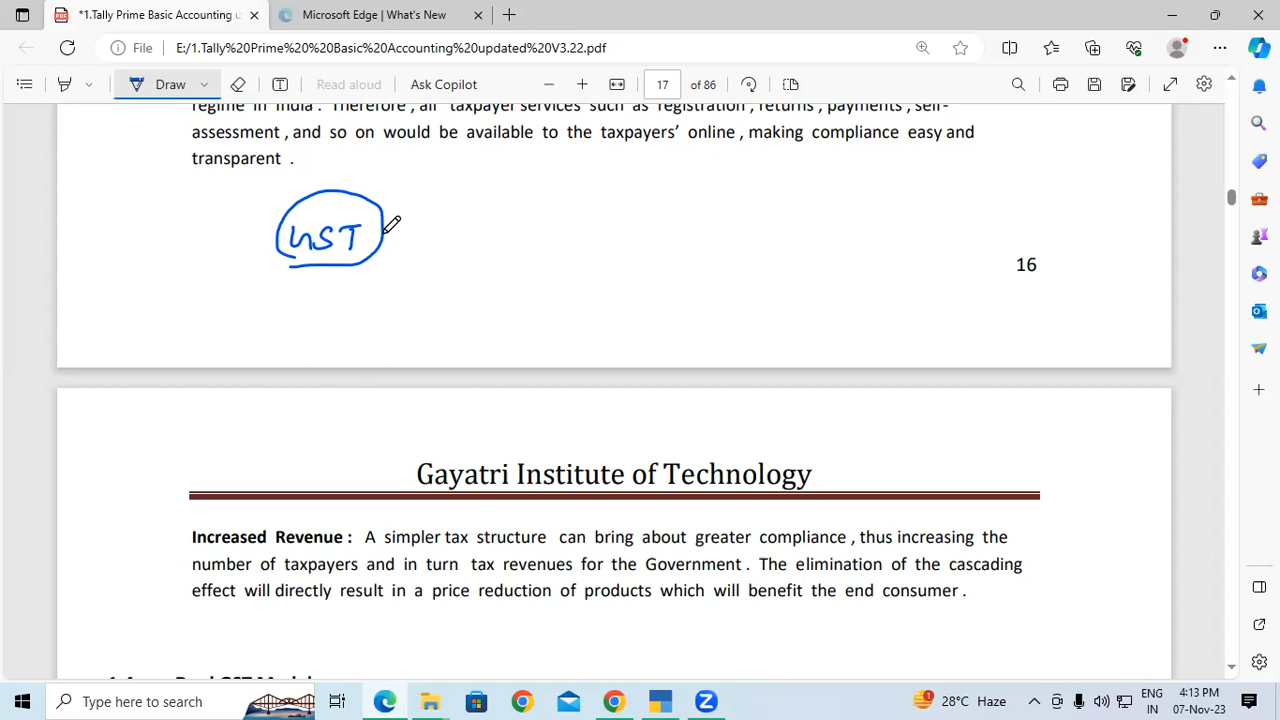 *1.Tally Prime Basic Accounting u
Microsoft Edge | What's New
File
E:/1.Tally%20Prime%20%20Basic%20Accounting%20updated%20V3.22.pdf
Draw
Read aloud
Ask Copilot
17
of 86
regime in India . Therefore , all taxpayer services such as registration , returns , payments , self-
assessment , and so on would be available to the taxpayers’ online , making compliance easy and
transparent .
GST
16
Gayatri Institute of Technology
Increased Revenue : A simpler tax structure can bring about greater compliance , thus increasing the
number of taxpayers and in turn tax revenues for the Government . The elimination of the cascading
effect will directly result in a price reduction of products which will benefit the end consumer .
Type here to search
1
28°C Haze
ENG
IN
4:13 PM
07-Nov-23